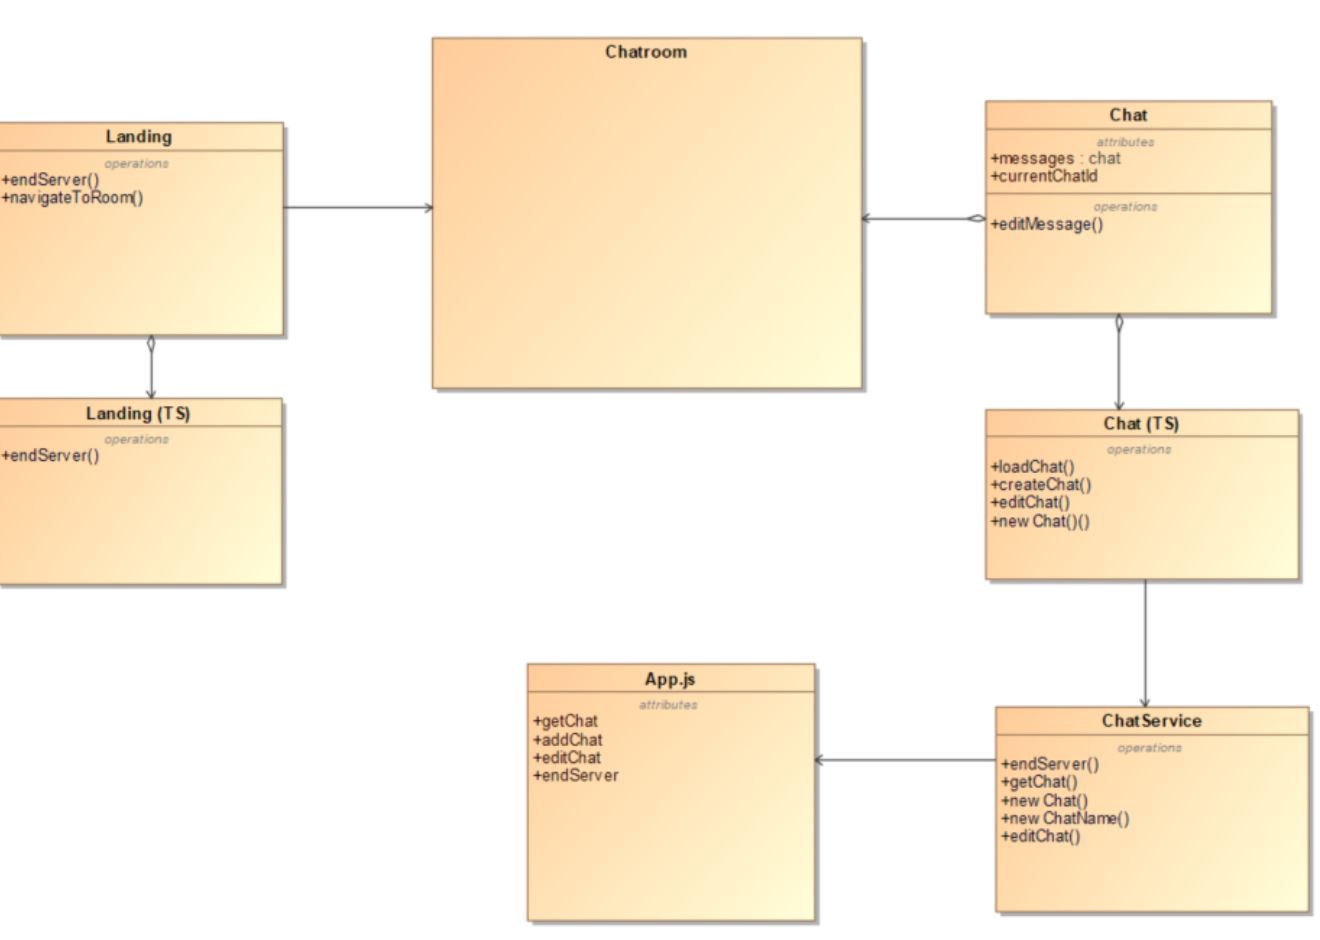 Chatroom
Landing
operations
+endServer()
+navigateToRoom()
Chat
attributes
+messages : chat
+currentChatId
operations
+editMessage()
Landing (TS)
operations
+endServer()
Chat (TS)
operations
+loadChat()
+createChat()
+editChat()
+new Chat()()
App.js
attributes
+getChat
+addChat
+editChat
+endServer
ChatService
operations
+endServer()
+getChat()
+new Chat()
+new ChatName()
+editChat()